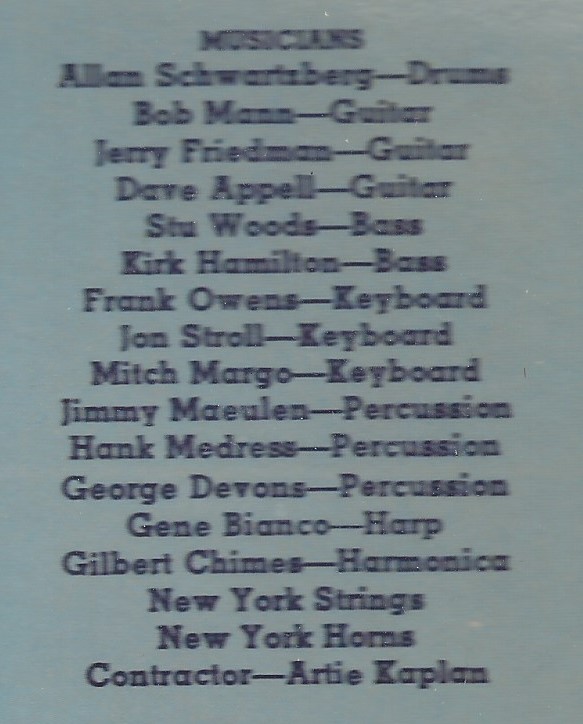 MUSICIANS
Allan Schwartzberg—Drums
Bob Mann—Guitar
Jerry Friedman—Guitar
Dave Appell—Guitar
Stu Woods—Bass
Kirk Hamilton—Bass
Frank Owens—Keyboard
Jon Stroll—Keyboard
Mitch Margo—Keyboard
Jimmy Maeulen—Percussion
Hank Medress—Percussion
George Devons—Percussion
Gene Bianco—Harp
Gilbert Chimes—Harmonica
New York Strings
New York Horns
Contractor—Artie Kaplan